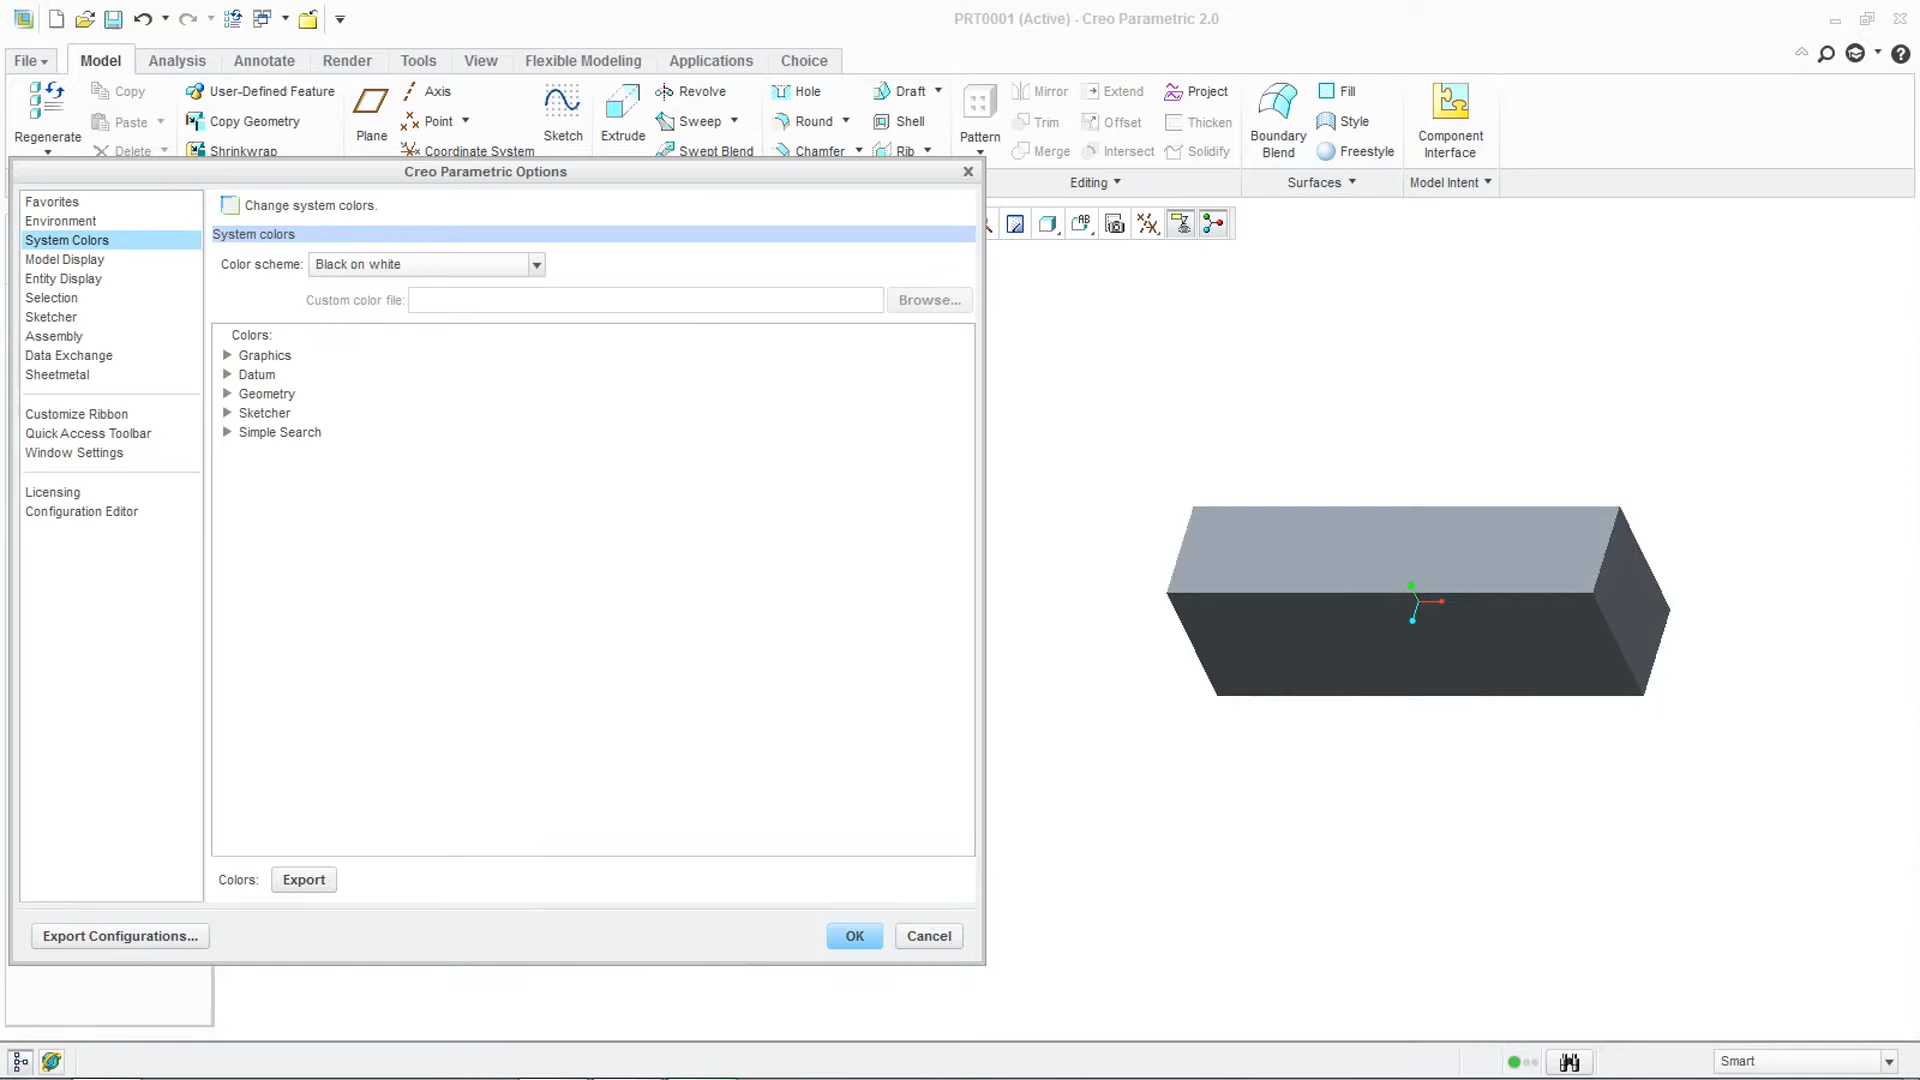 PRT0001 (Active) - Creo Parametric 2.0
File Model Analysis Annotate Render Tools View Flexible Modeling Applications Choice
Regenerate
Copy
Paste
Delete
User-Defined Feature
Copy Geometry
Shrinkwrap
Plane
Axis
Point
Coordinate System
Sketch
Extrude
Revolve
Sweep
Swept Blend
Hole
Round
Chamfer
Draft
Shell
Rib
Pattern
Mirror
Trim
Merge
Extend
Offset
Intersect
Project
Thicken
Solidify
Editing
Boundary
Blend
Fill
Style
Freestyle
Surfaces
Component
Interface
Model Intent
Creo Parametric Options
Favorites
Environment
System Colors
Model Display
Entity Display
Selection
Sketcher
Assembly
Data Exchange
Sheetmetal
Customize Ribbon
Quick Access Toolbar
Window Settings
Licensing
Configuration Editor
Change system colors.
System colors
Color scheme: Black on white
Custom color file: Browse...
Colors:
Graphics
Datum
Geometry
Sketcher
Simple Search
Colors: Export
Export Configurations... OK Cancel
AB
Smart